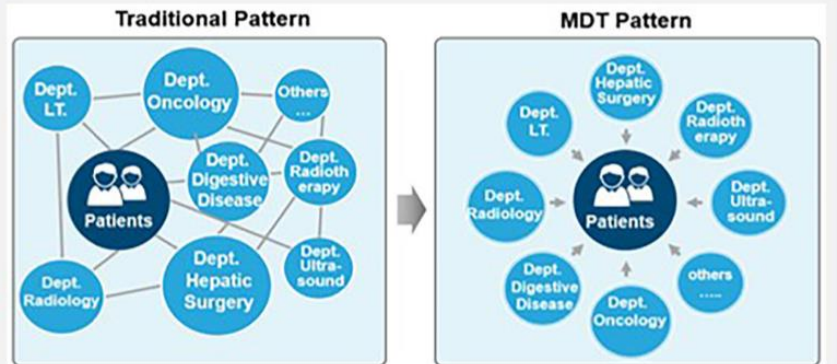 Traditional Pattern
MDT Pattern
Dept.
LT.
Dept.
Oncology
Others
...
Patients
Dept.
Digestive
Disease
Dept.
Radioth
erapy
Dept.
Radiology
Dept.
Hepatic
Surgery
Dept.
Ultra-
sound
Dept.
Hepatic
Surgery
Dept.
LT.
Dept.
Radioth
erapy
Dept.
Radiology
Patients
Dept.
Ultra-
sound
Dept.
Digestive
Disease
Dept.
Oncology
others
.....